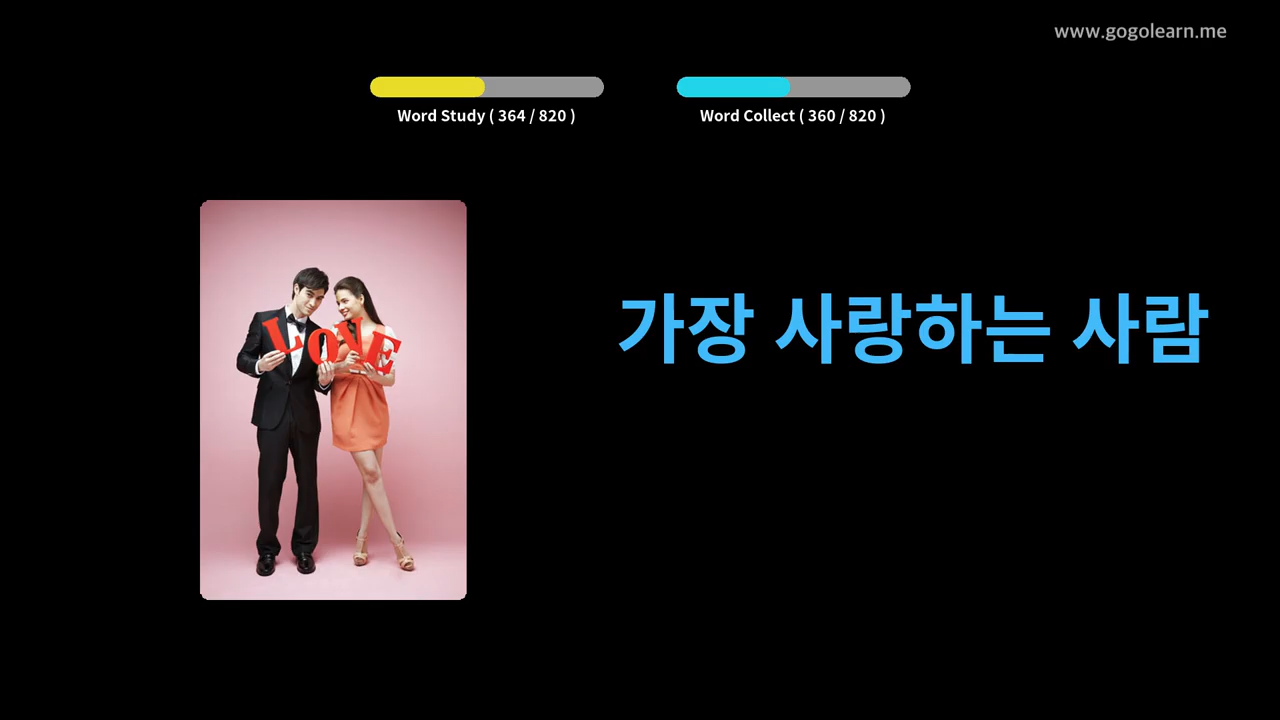 www.gogolearn.me
Word Study ( 364 / 820 )
Word Collect ( 360 / 820 )
LOVE
가장 사랑하는 사람